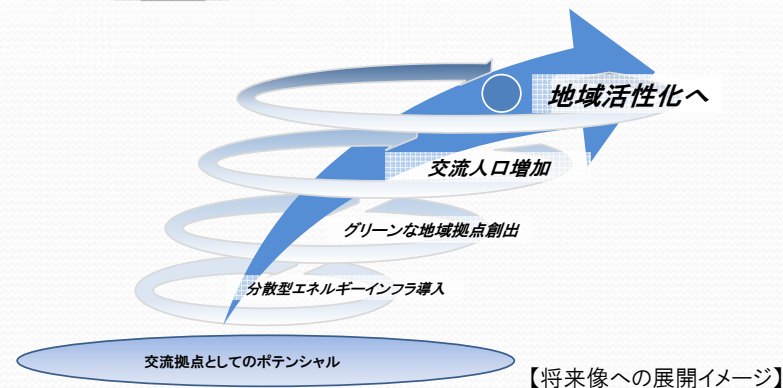 地域活性化へ
交流人口増加
グリーンな地域拠点創出
分散型エネルギーインフラ導入
交流拠点としてのポテンシャル
【将来像への展開イメージ】